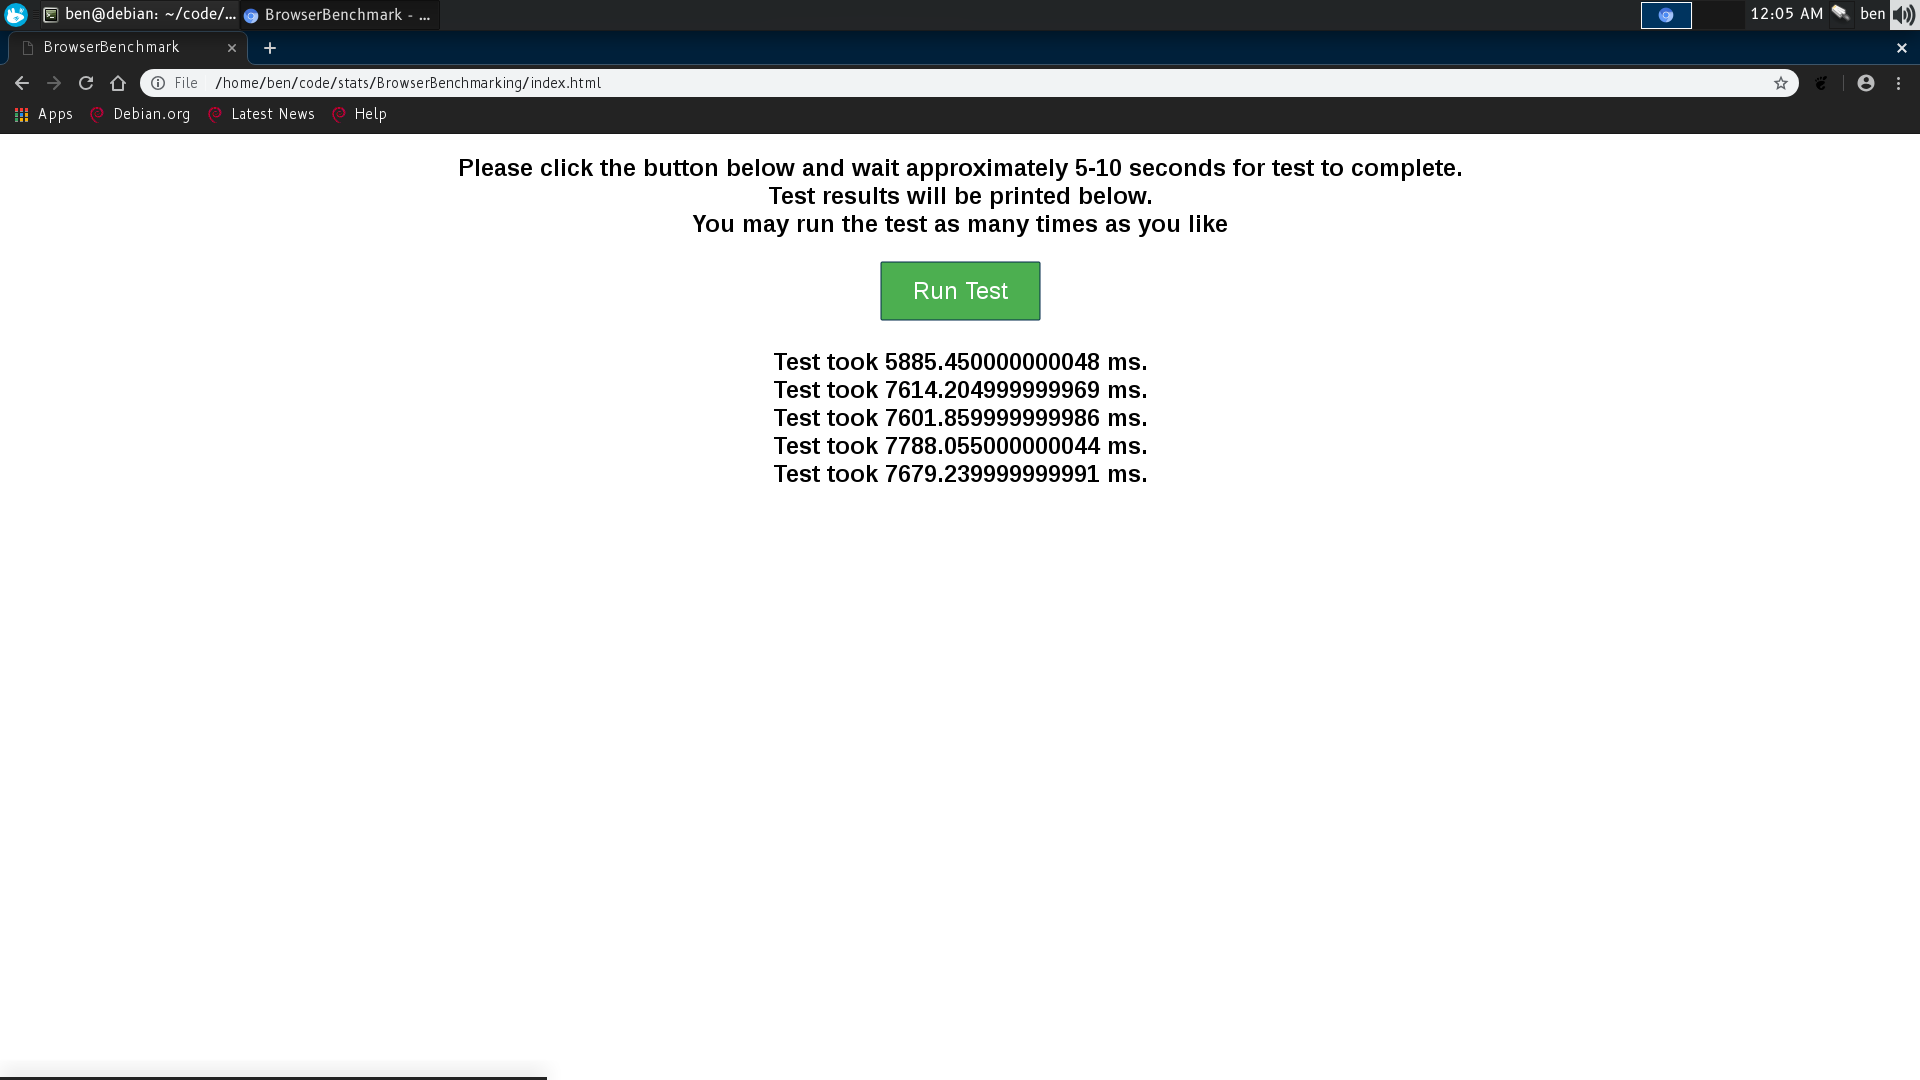 ben@debian: ~/code/...
BrowserBenchmark - ...
12:05 AM
ben
BrowserBenchmark
File /home/ben/code/stats/BrowserBenchmarking/index.html
Apps Debian.org Latest News Help
Please click the button below and wait approximately 5-10 seconds for test to complete.
Test results will be printed below.
You may run the test as many times as you like
Run Test
Test took 5885.450000000048 ms.
Test took 7614.204999999969 ms.
Test took 7601.859999999986 ms.
Test took 7788.055000000044 ms.
Test took 7679.239999999991 ms.